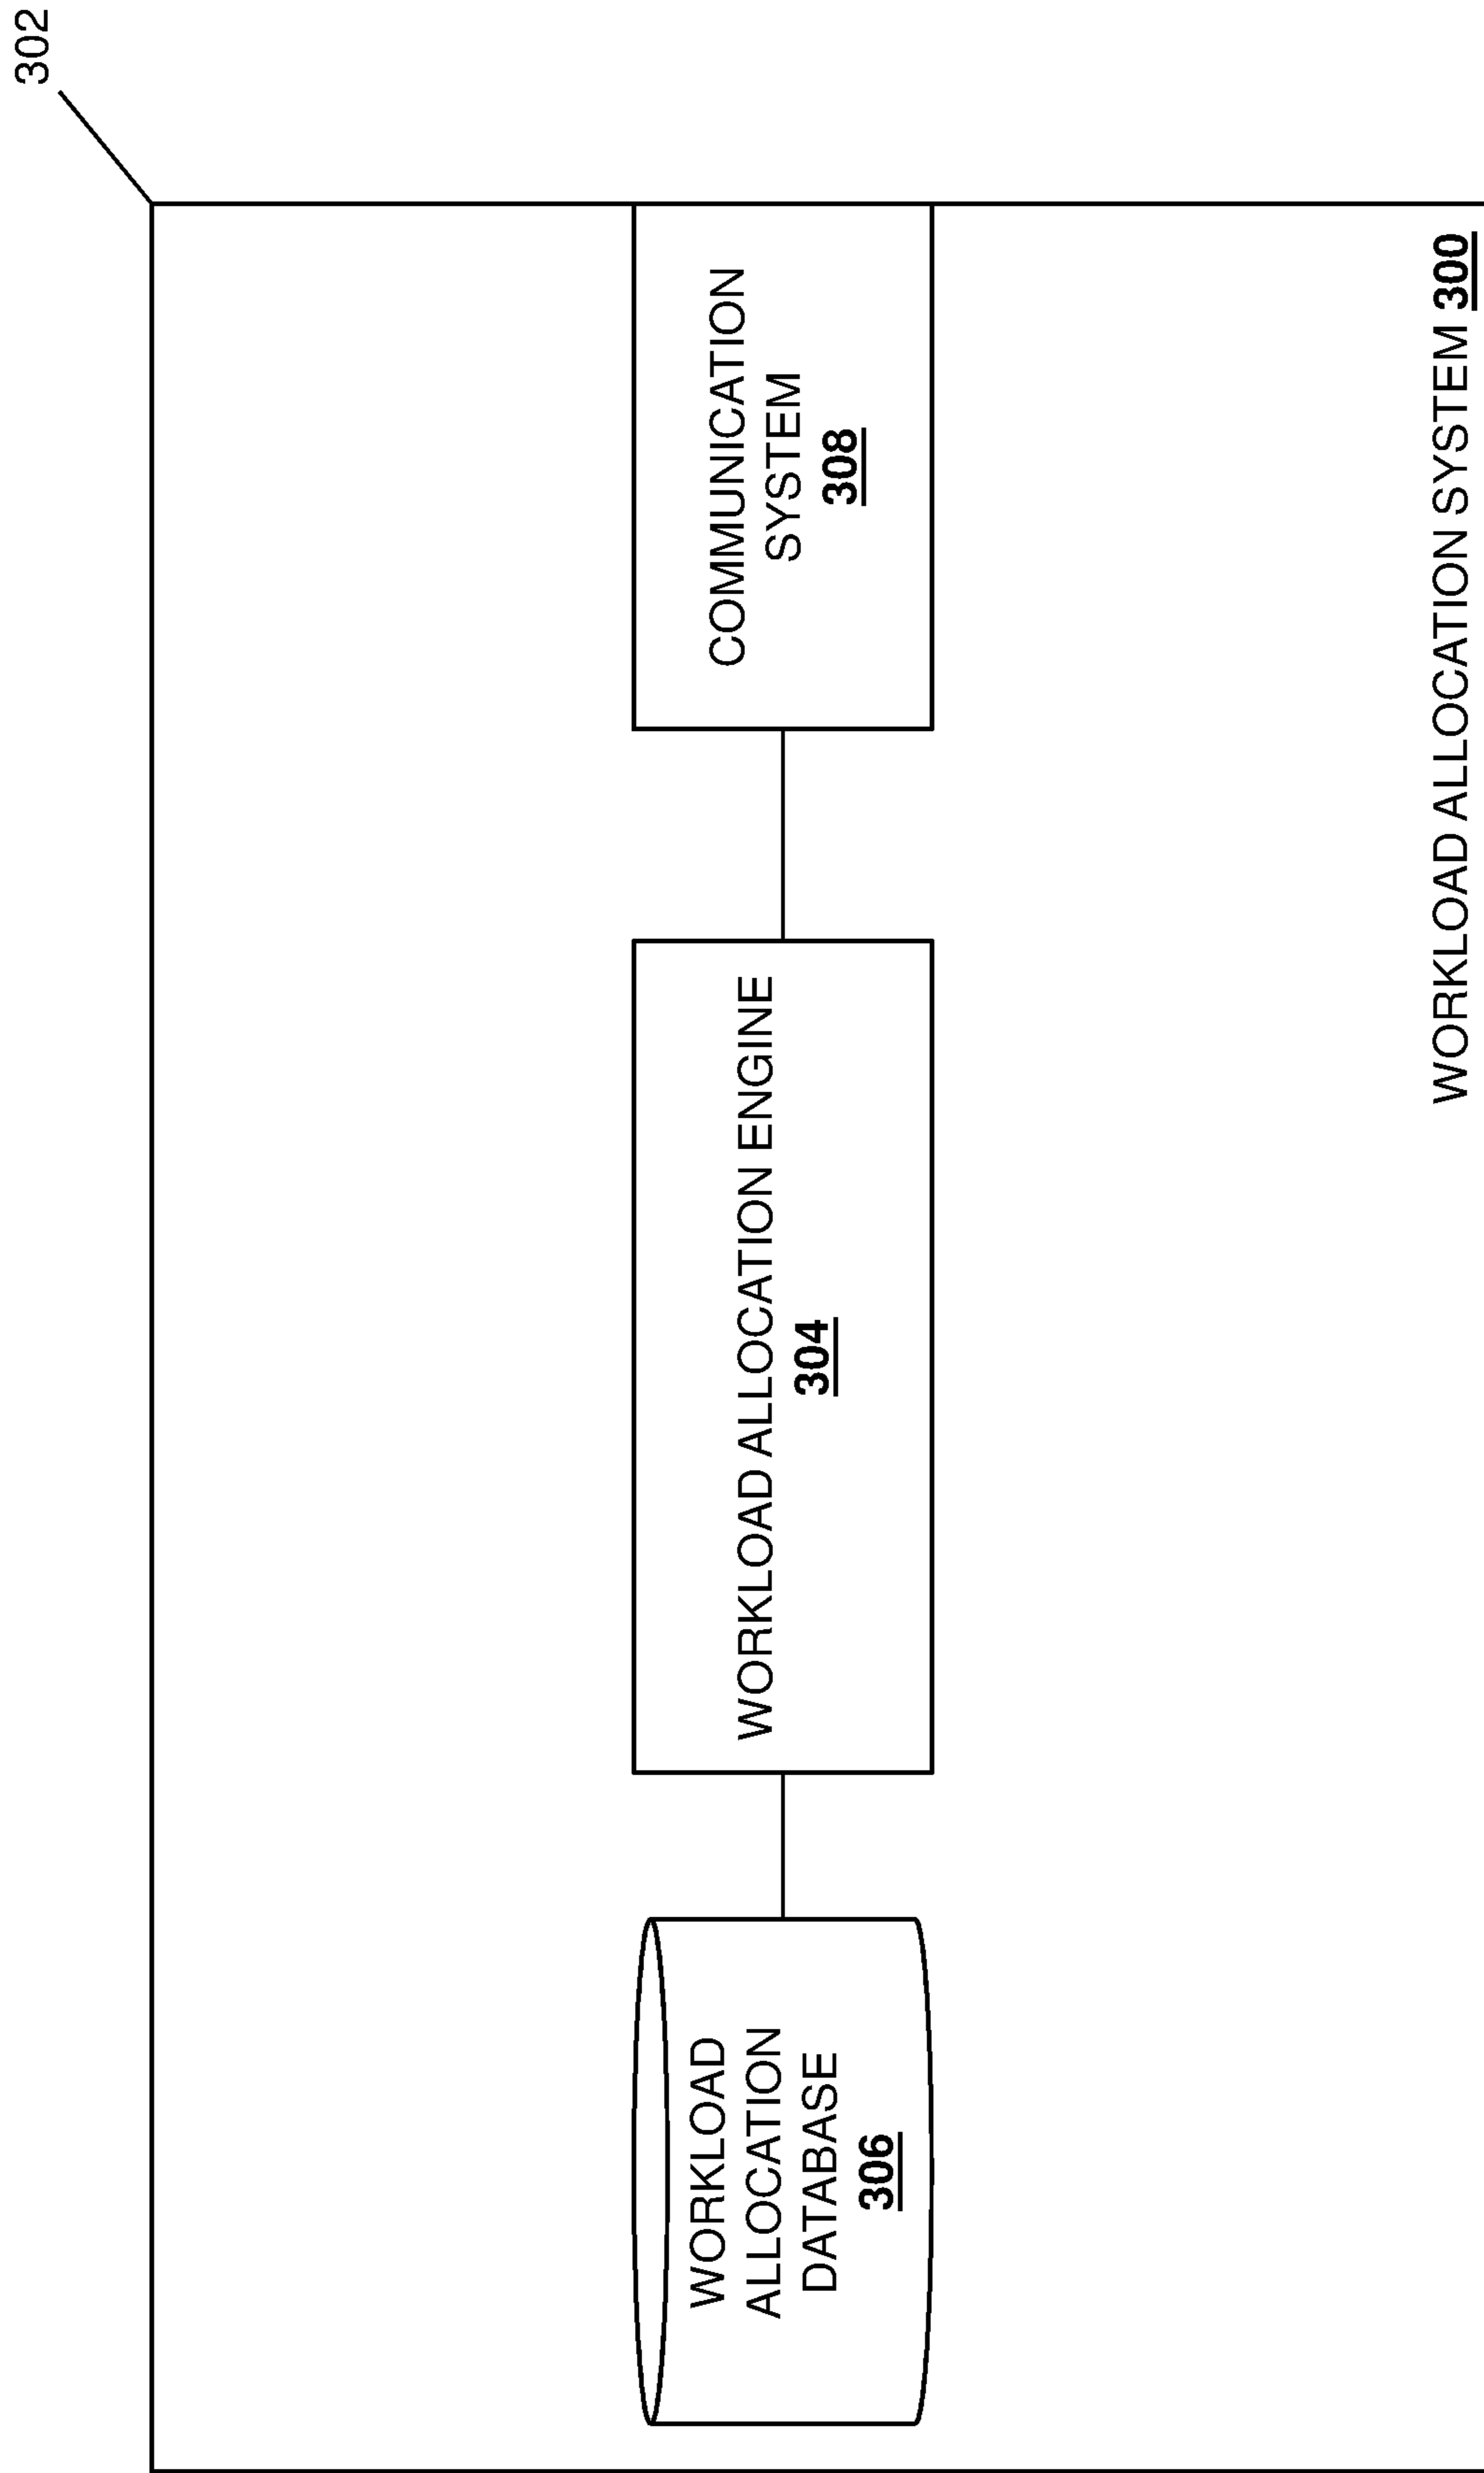 302
WORKLOAD
ALLOCATION
DATABASE
306
WORKLOAD ALLOCATION ENGINE
304
COMMUNICATION
SYSTEM
308
WORKLOAD ALLOCATION SYSTEM 300